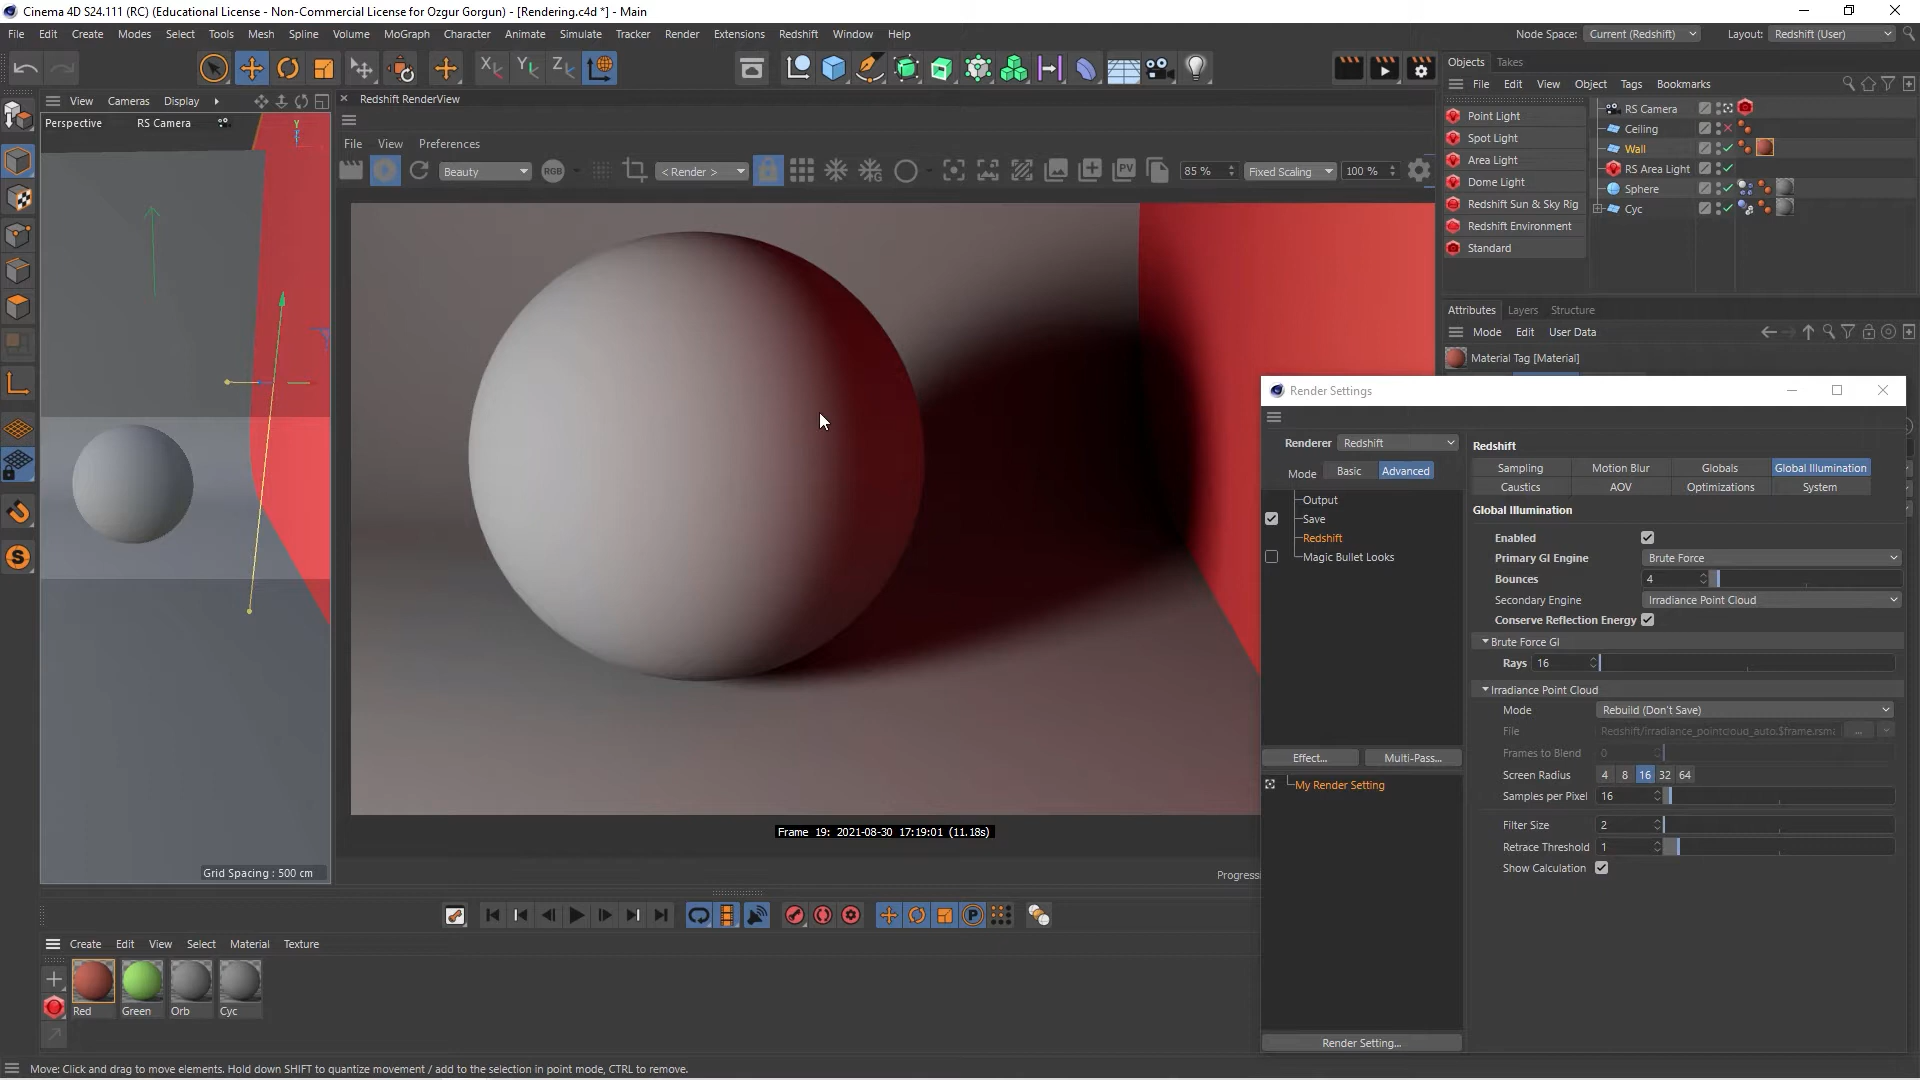 Cinema 4D S24.111 (RC) (Educational License - Non-Commercial License for Ozgur Gorgun) - [Rendering.c4d *] - Main
File Edit Create Modes Select Tools Mesh Spline Volume MoGraph Character Animate Simulate Tracker Render Extensions Redshift Window Help
Node Space: Current (Redshift) Layout: Redshift (User)
Objects Takes
File Edit View Object Tags Bookmarks
View Cameras Display
Redshift RenderView
Perspective RS Camera
Y
File View Preferences
Beauty RGB < Render > PV 85 % Fixed Scaling 100 %
Point Light
Spot Light
Area Light
Dome Light
Redshift Sun & Sky Rig
Redshift Environment
Standard
RS Camera
Ceiling
Wall
RS Area Light
Sphere
Cyc
Attributes Layers Structure
Mode Edit User Data
Material Tag [Material]
Render Settings
Renderer Redshift
Mode Basic Advanced
Output
Save
Redshift
Magic Bullet Looks
Effect... Multi-Pass...
My Render Setting
Render Setting...
Redshift
Sampling Motion Blur Globals Global Illumination
Caustics AOV Optimizations System
Global Illumination
Enabled
Primary GI Engine Brute Force
Bounces 4
Secondary Engine Irradiance Point Cloud
Conserve Reflection Energy
Brute Force GI
Rays 16
Irradiance Point Cloud
Mode Rebuild (Don't Save)
File Redshift/irradiance_pointcloud_auto.$frame.rsm ...
Frames to Blend 0
Screen Radius 4 8 16 32 64
Samples per Pixel 16
Filter Size 2
Retrace Threshold 1
Show Calculation
Frame 19: 2021-08-30 17:19:01 (11.18s)
Grid Spacing : 500 cm
Progress
Create Edit View Select Material Texture
Red Green Orb Cyc
Move: Click and drag to move elements. Hold down SHIFT to quantize movement / add to the selection in point mode, CTRL to remove.